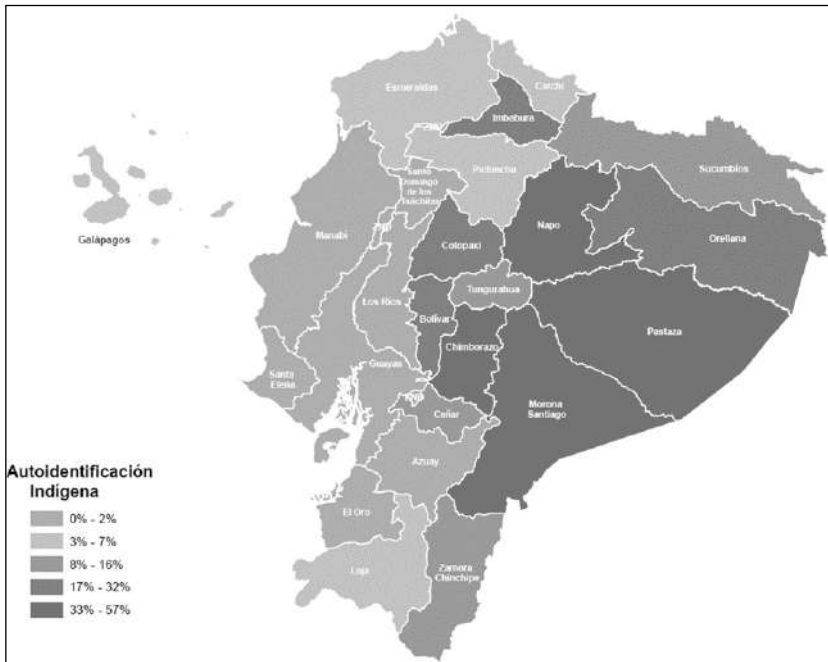 Esmeraldas
Carchi
Imbabura
Sucumbíos
Pichincha
Santo
Domingo
de los
Tsáchilas
Napo
Orellana
Galápagos
Manabí
Cotopaxi
Tungurahua
Los Ríos
Bolívar
Pastaza
Chimborazo
Guayas
Santa
Elena
Morona
Santiago
Cañar
Azuay
El Oro
Loja
Zamora
Chinchipe
Autoidentificación
Indígena
0% - 2%
3% - 7%
8% - 16%
17% - 32%
33% - 57%